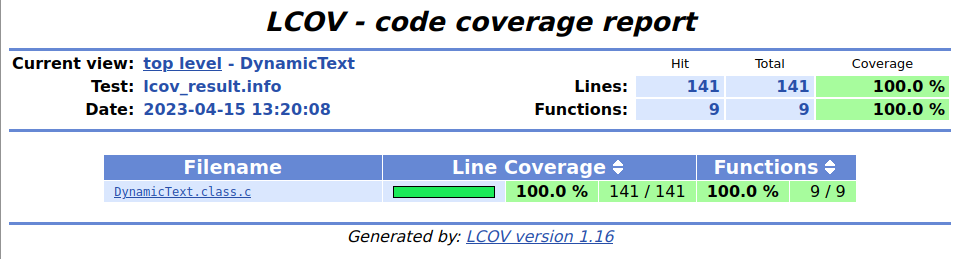 LCOV - code coverage report
Current view: top level - DynamicText Hit Total Coverage
Test: lcov_result.info Lines: 141 141 100.0 %
Date: 2023-04-15 13:20:08 Functions: 9 9 100.0 %
Filename Line Coverage Functions
DynamicText.class.c 100.0 % 141 / 141 100.0 % 9 / 9
Generated by: LCOV version 1.16